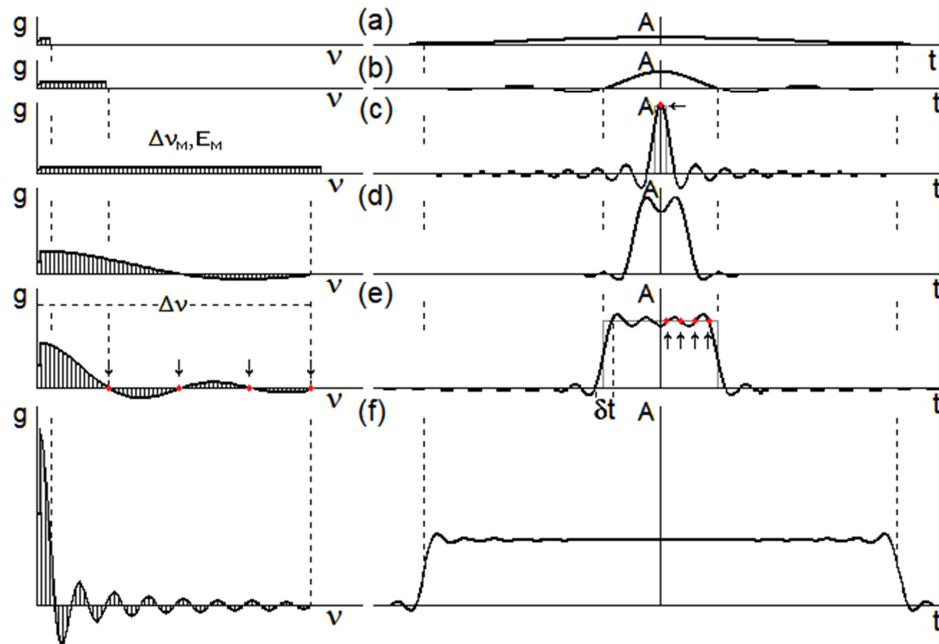 g ν (a) A t
g ν (b) A t
Δν_M, E_M ν (c) A ← t
g ν (d) A t
g Δν ν (e) A t
δt
g ν (f) A t